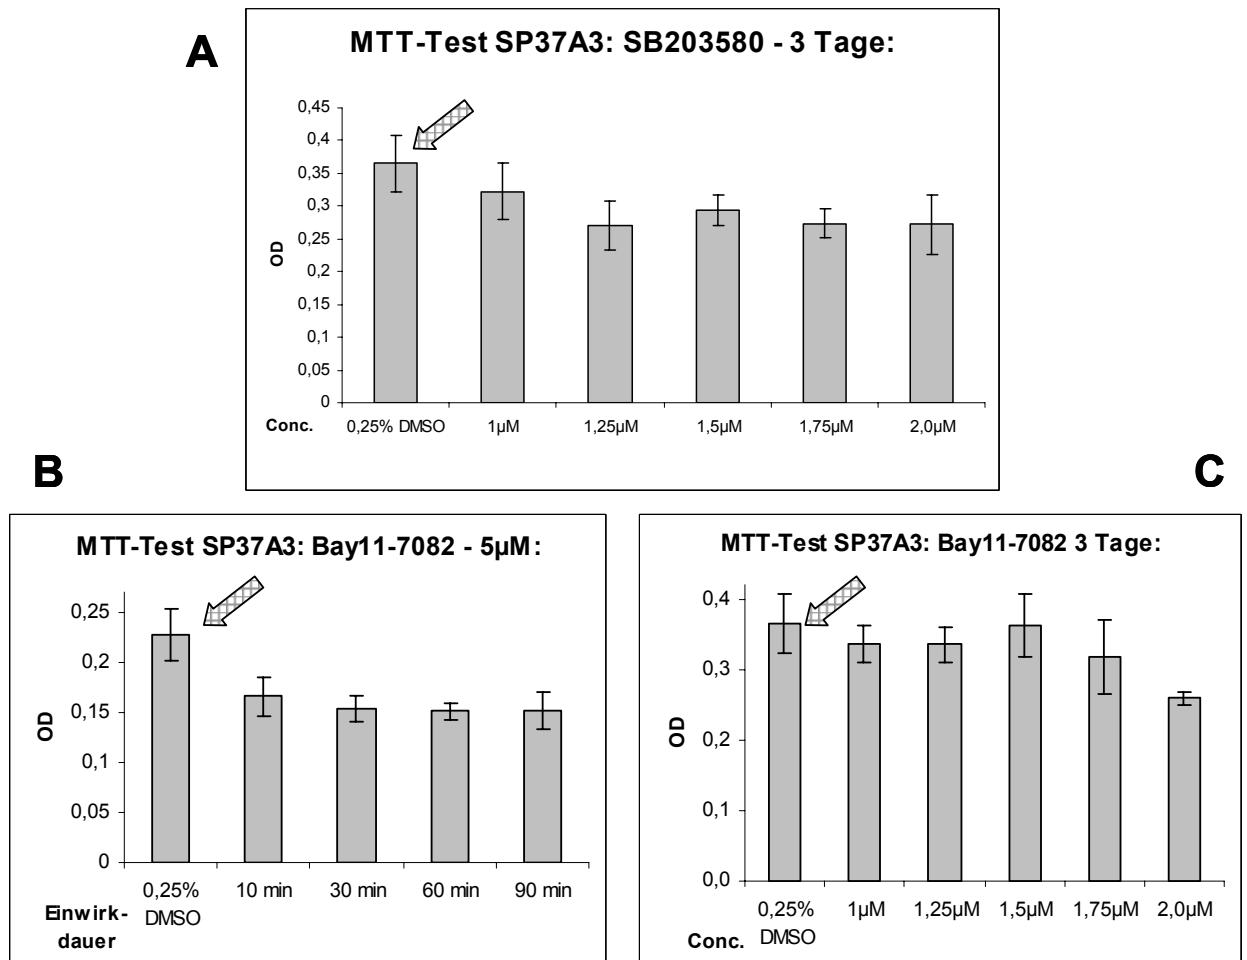 A
MTT-Test SP37A3: SB203580 - 3 Tage:
0,45
0,4
0,35
0,3
0,25
0,2
0,15
0,1
0,05
0
OD
Conc.
0,25% DMSO
1µM
1,25µM
1,5µM
1,75µM
2,0µM
B
MTT-Test SP37A3: Bay11-7082 - 5µM:
0,25
0,2
0,15
0,1
0,05
0
OD
0,25%
DMSO
10 min
30 min
60 min
90 min
Einwirk-
dauer
C
MTT-Test SP37A3: Bay11-7082 3 Tage:
0,4
0,3
0,2
0,1
0,0
OD
0,25%
DMSO
1µM
1,25µM
1,5µM
1,75µM
2,0µM
Conc.